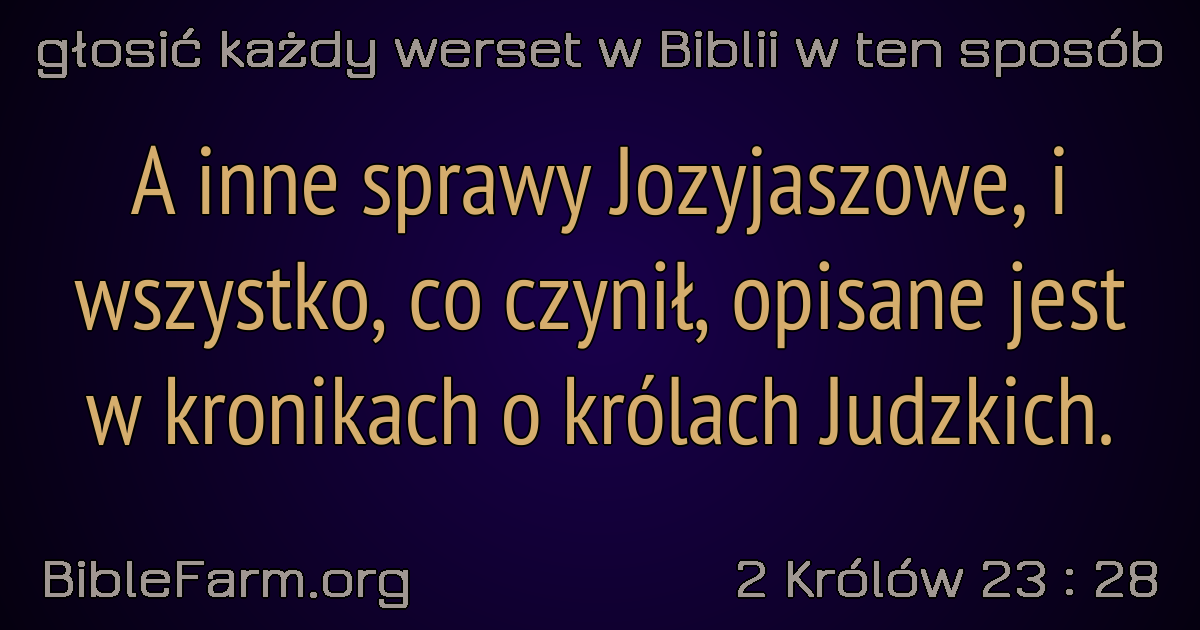 głosić każdy werset w Biblii w ten sposób
A inne sprawy Jozyjaszowe, i
wszystko, co czynił, opisane jest
w kronikach o królach Judzkich.
BibleFarm.org
2 Królów 23 : 28